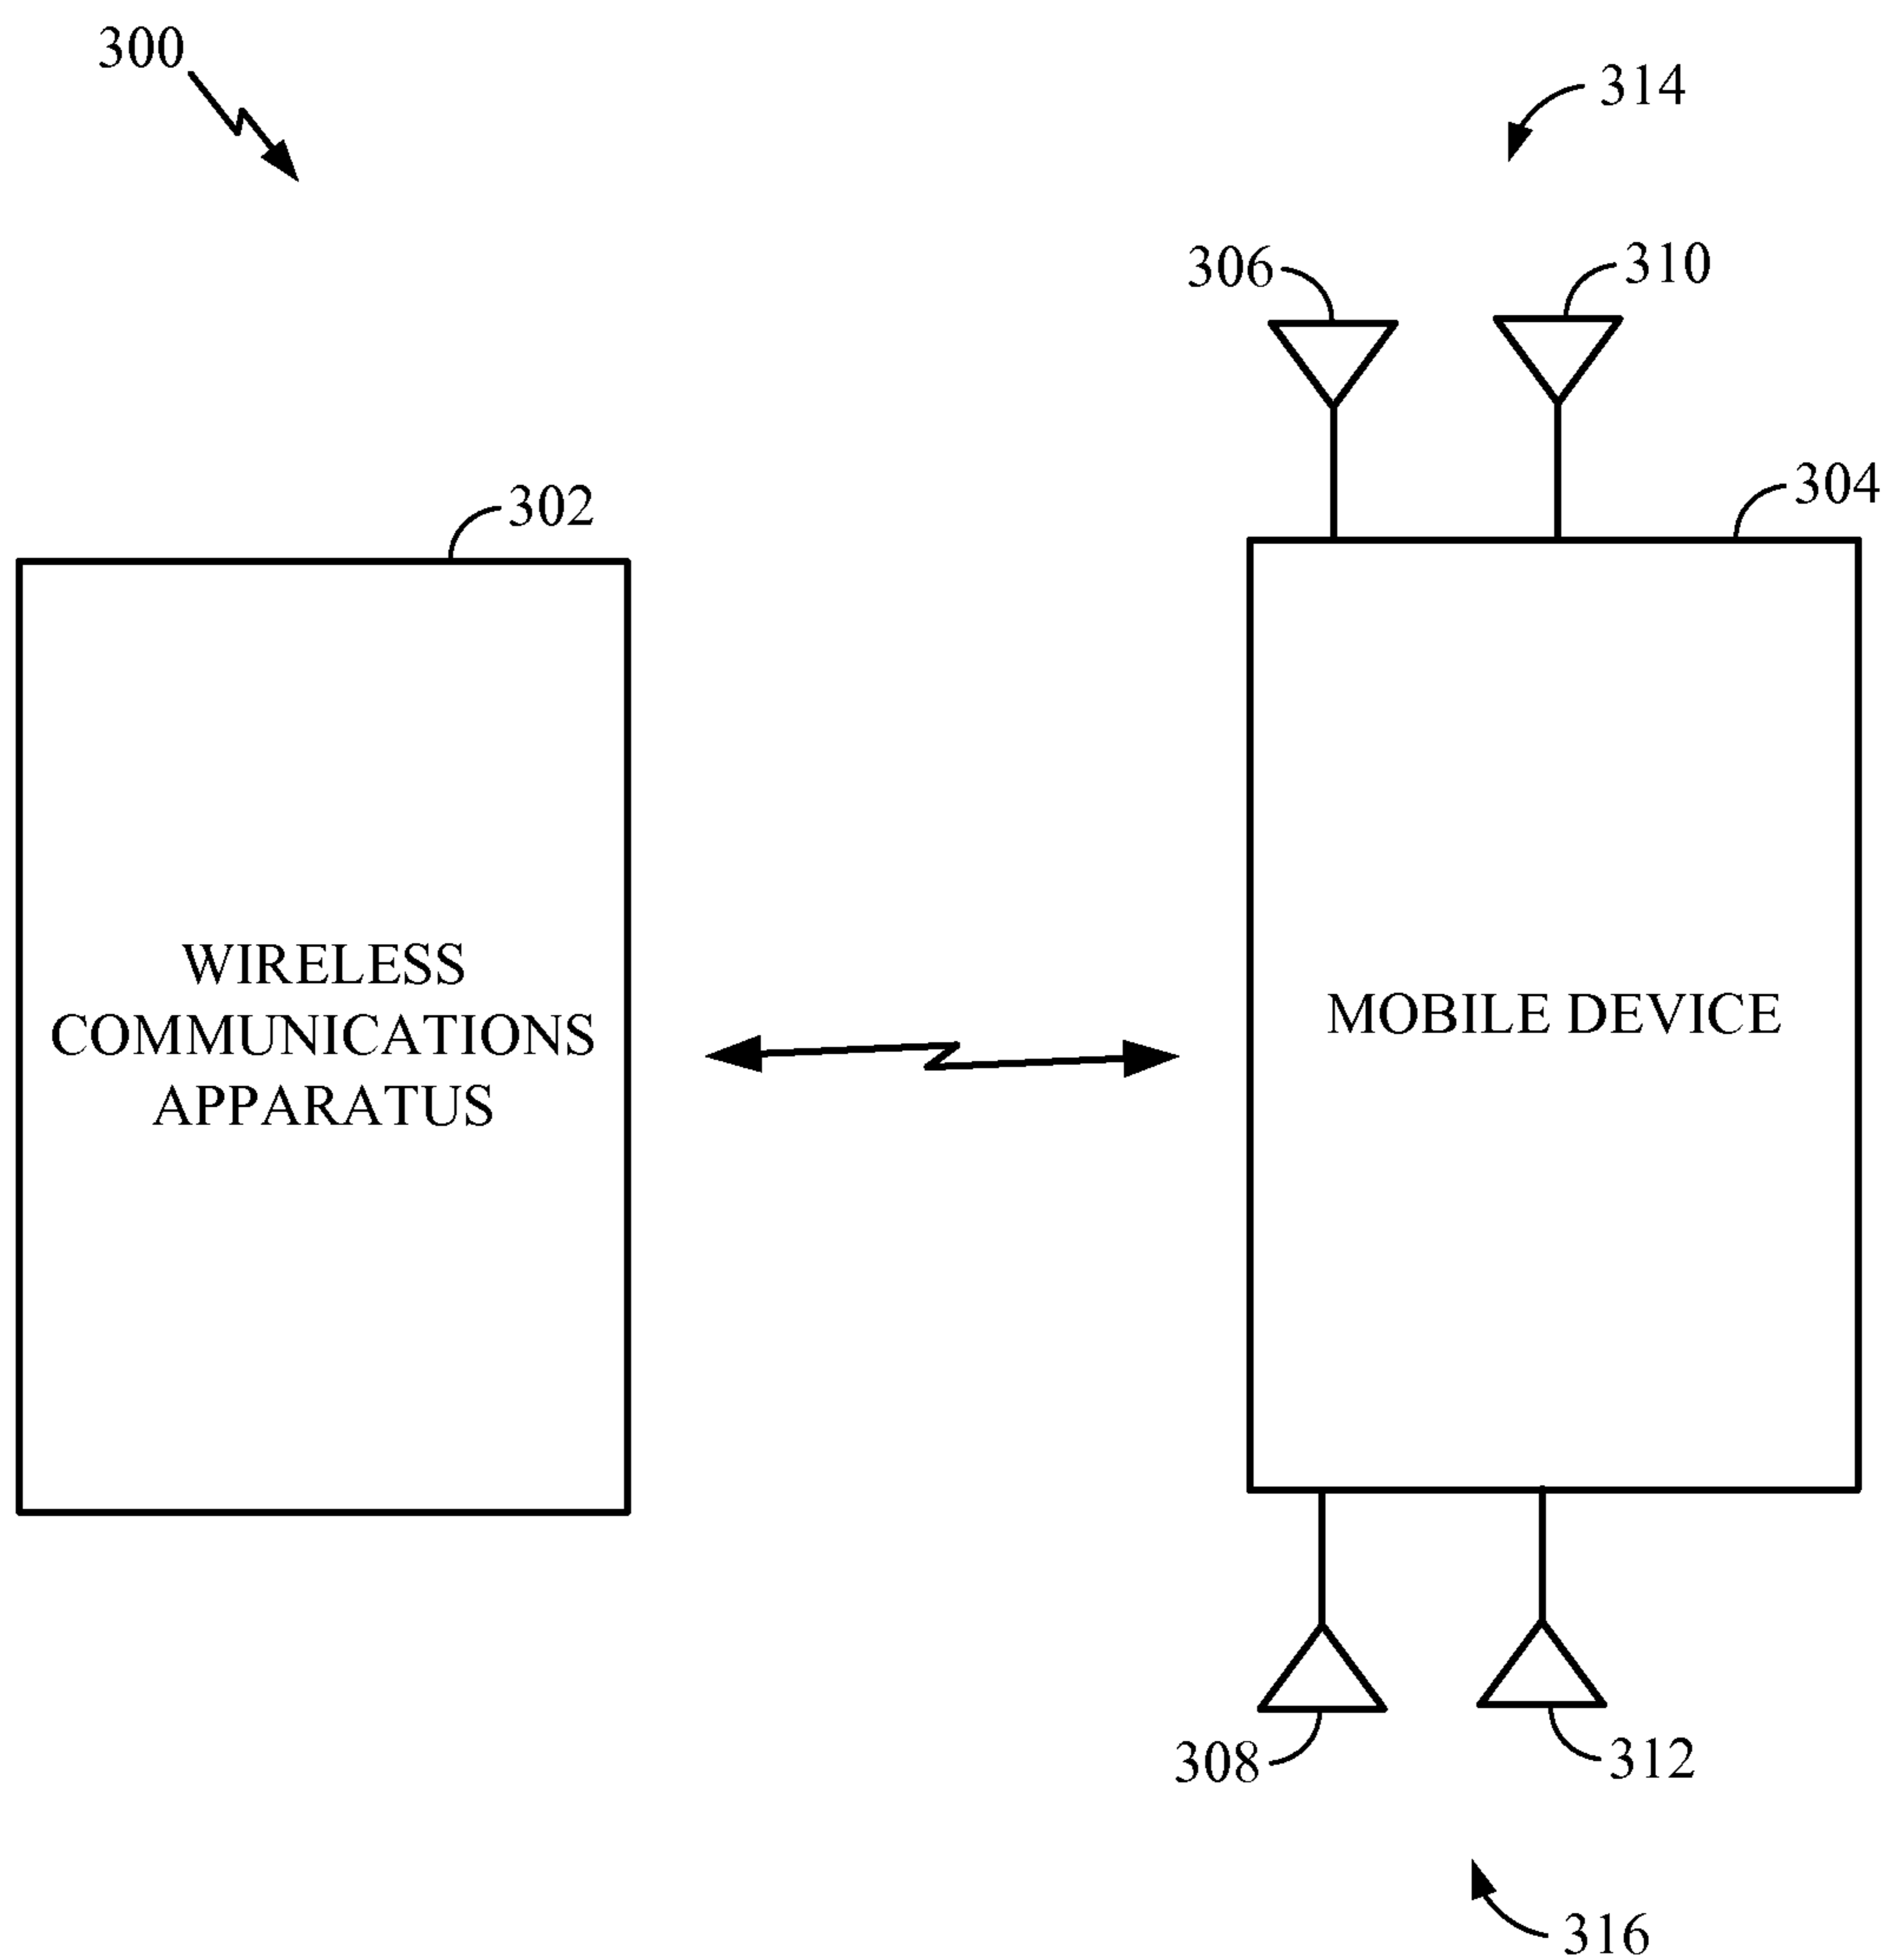 300
314
306
310
304
302
WIRELESS
COMMUNICATIONS
APPARATUS
MOBILE DEVICE
308
312
316